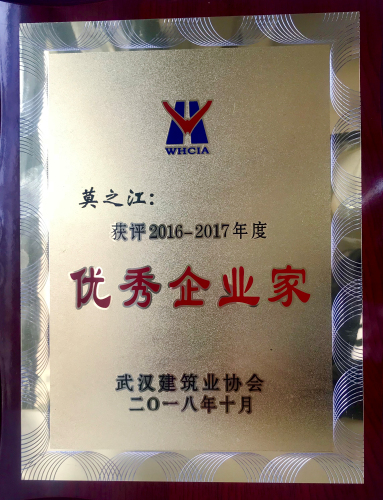 WHCIA
莫之江:
获评2016-2017年度
优秀企业家
武汉建筑业协会
二〇一八年十月